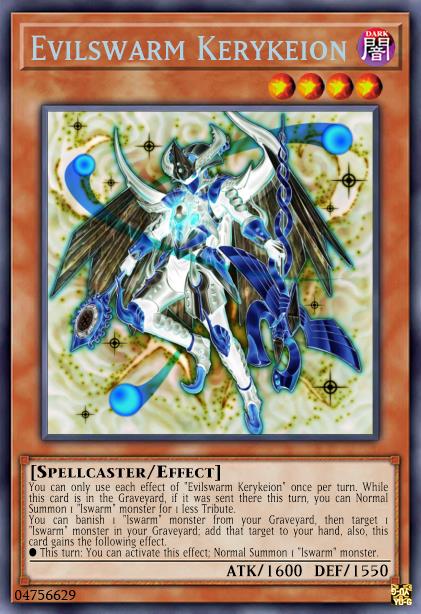 Evilswarm Kerykeion
DARK
闇
[Spellcaster/Effect]
You can only use each effect of "Evilswarm Kerykeion" once per turn. While
this card is in the Graveyard, if it was sent there this turn, you can Normal
Summon 1 "lswarm" monster for 1 less Tribute.
You can banish 1 "lswarm" monster from your Graveyard, then target 1
"lswarm" monster in your Graveyard; add that target to your hand, also, this
card gains the following effect.
● This turn: You can activate this effect; Normal Summon 1 "lswarm" monster.
ATK/1600 DEF/1550
04756629